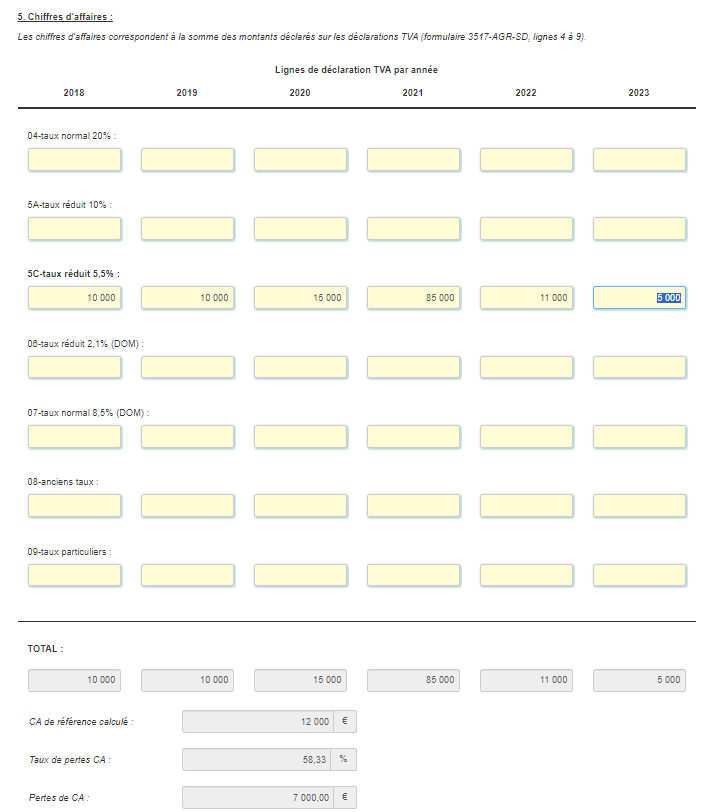 5. Chiffres d'affaires :
Les chiffres d'affaires correspondent à la somme des montants déclarés sur les déclarations TVA (formulaire 3517-AGR-SD, lignes 4 à 9).
Lignes de déclaration TVA par année
2018 2019 2020 2021 2022 2023
04-taux normal 20% :
5A-taux réduit 10% :
5C-taux réduit 5,5% :
10 000 10 000 15 000 85 000 11 000 5 000
06-taux réduit 2,1% (DOM) :
07-taux normal 8,5% (DOM) :
08-anciens taux :
09-taux particuliers :
TOTAL :
10 000 10 000 15 000 85 000 11 000 5 000
CA de référence calculé : 12 000 €
Taux de pertes CA : 58,33 %
Pertes de CA : 7 000,00 €